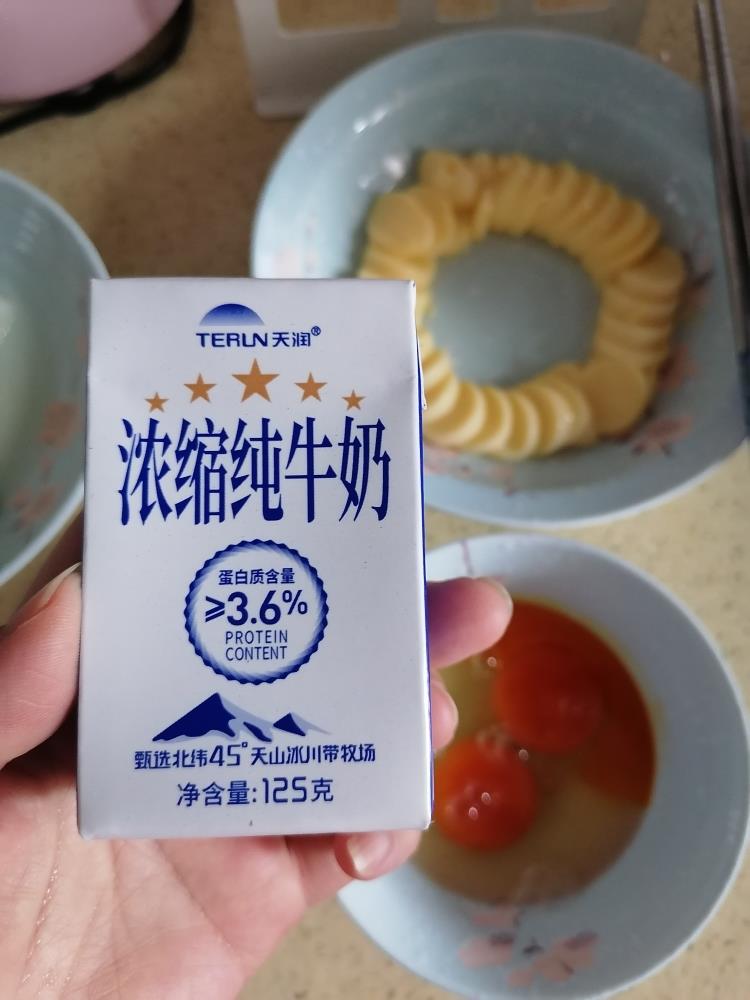 TERUN天润®
浓缩纯牛奶
蛋白质含量
≥3.6%
PROTEIN
CONTENT
甄选北纬45°天山冰川带牧场
净含量:125克